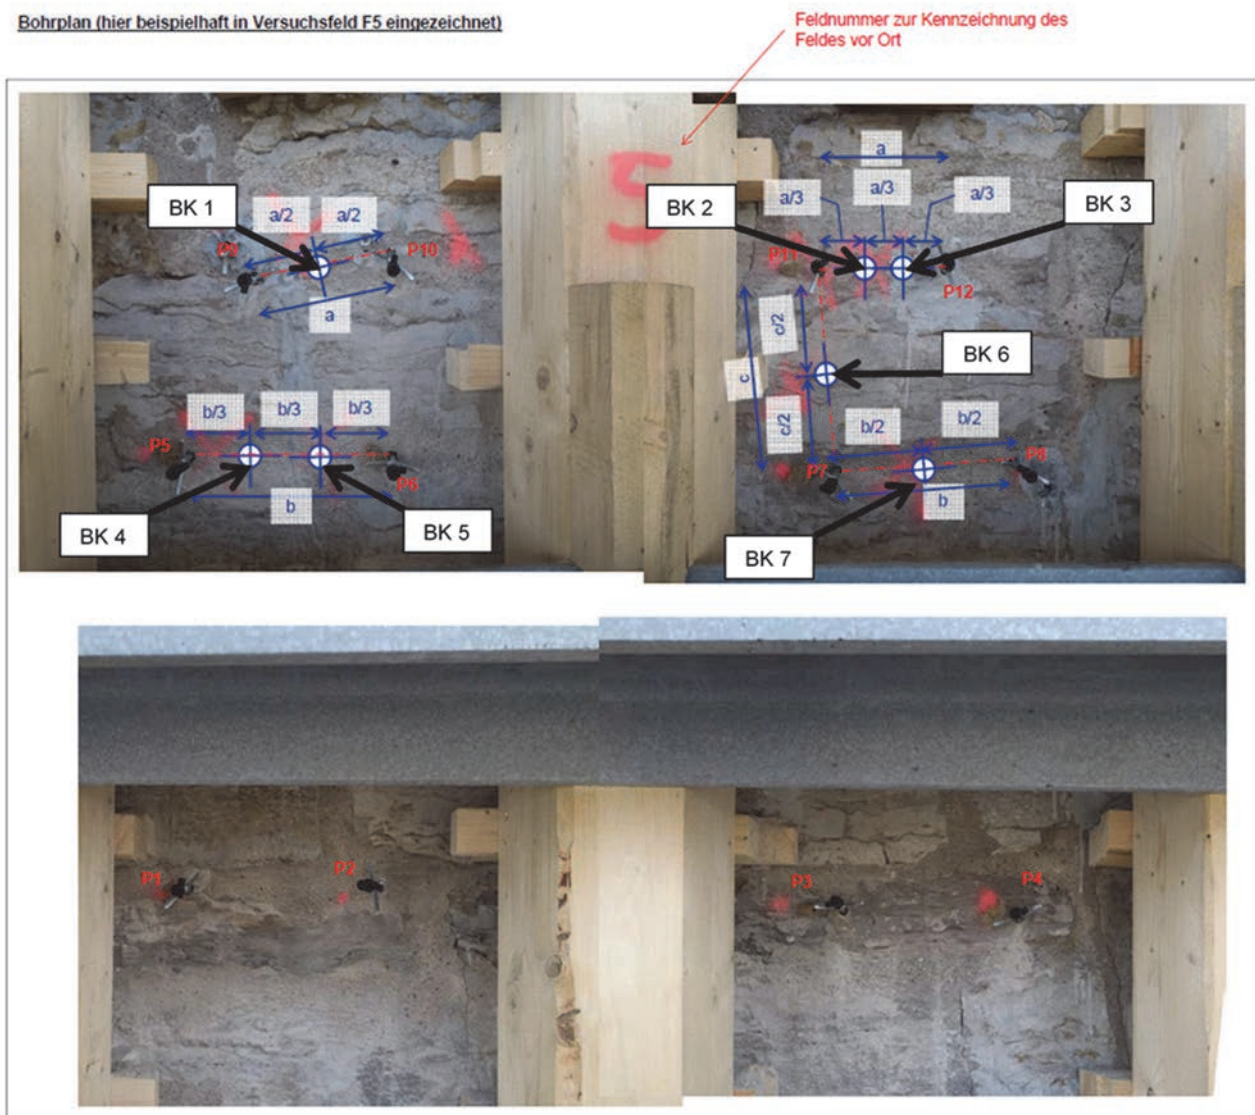 Bohrplan (hier beispielhaft in Versuchsfeld F5 eingezeichnet)
Feldnummer zur Kennzeichnung des
Feldes vor Ort
5
BK 1
a/2
a/2
P9
P10
a
b/3
b/3
b/3
P5
P6
b
BK 4
BK 5
a
BK 2
a/3
a/3
a/3
BK 3
P11
P12
c/2
c
BK 6
c/2
b/2
b/2
P7
P8
b
BK 7
P1
P2
P3
P4